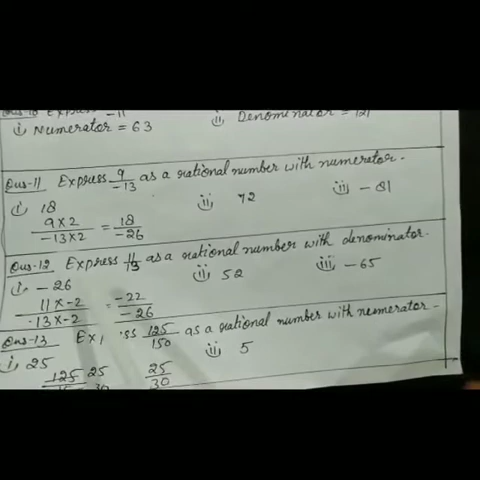 Denominator = 121
i) Numerator = 63 ii)
Qus-11 Express 9/-13 as a rational number with numerator.
i) 18 ii) 72 iii) - 81
9×2/-13×2 = 18/-26
Qus-12 Express 11/13 as a rational number with denominator.
i) - 26 ii) 52 iii) -65
11×-2/13×-2 = -22/-26
Qus-13 125/150 as a rational number with numerator-
i) 25 ii) 5
125 25 25/30